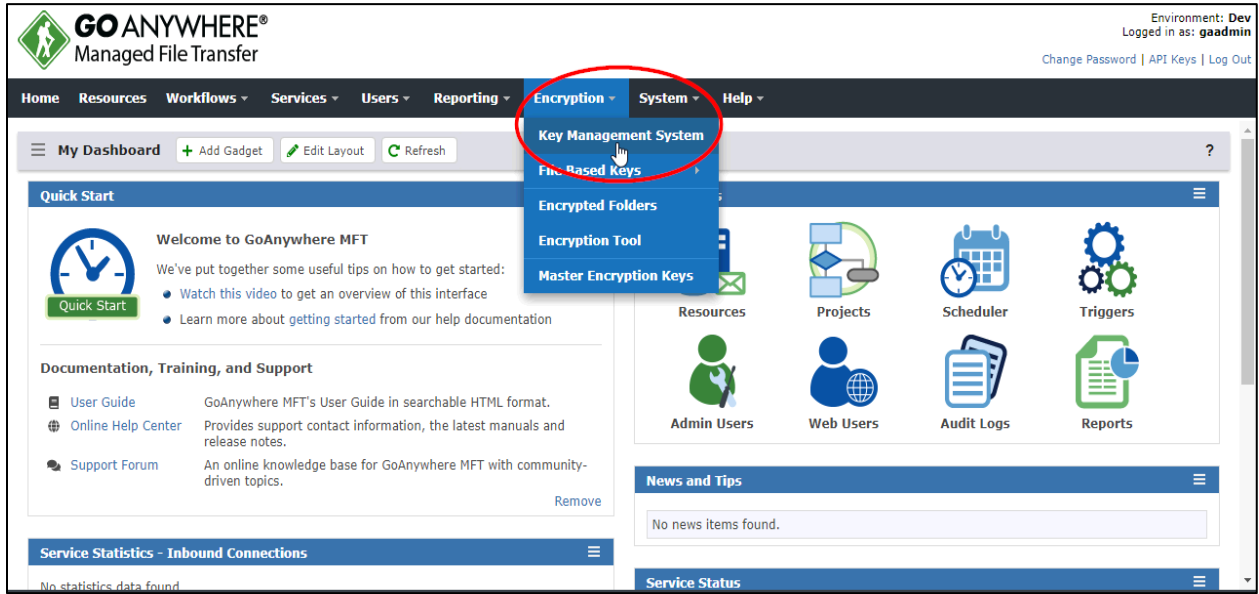 GO ANYWHERE®
Managed File Transfer
Environment: Dev
Logged in as: gaadmin
Change Password | API Keys | Log Out
Home Resources Workflows Services Users Reporting Encryption System Help
Key Management System
File Based Keys
Encrypted Folders
Encryption Tool
Master Encryption Keys
My Dashboard + Add Gadget Edit Layout Refresh ?
Quick Start
Quick Start
Welcome to GoAnywhere MFT
We've put together some useful tips on how to get started:
Watch this video to get an overview of this interface
Learn more about getting started from our help documentation
Documentation, Training, and Support
User Guide GoAnywhere MFT's User Guide in searchable HTML format.
Online Help Center Provides support contact information, the latest manuals and
release notes.
Support Forum An online knowledge base for GoAnywhere MFT with community-
driven topics.
Remove
Service Statistics - Inbound Connections
No statistics data found
Resources Projects Scheduler Triggers
Admin Users Web Users Audit Logs Reports
News and Tips
No news items found.
Service Status